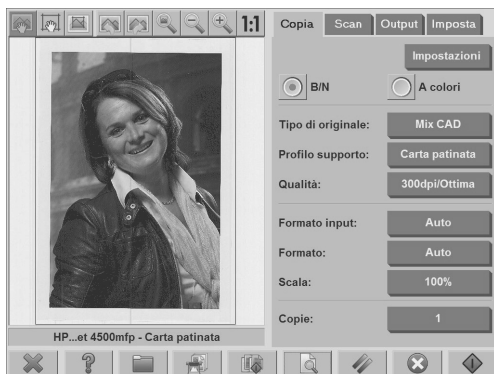 1:1
Copia Scan Output Imposta
Impostazioni
B/N A colori
Tipo di originale: Mix CAD
Profilo supporto: Carta patinata
Qualità: 300dpi/Ottima
Formato input: Auto
Formato: Auto
Scala: 100%
Copie: 1
HP...et 4500mfp - Carta patinata